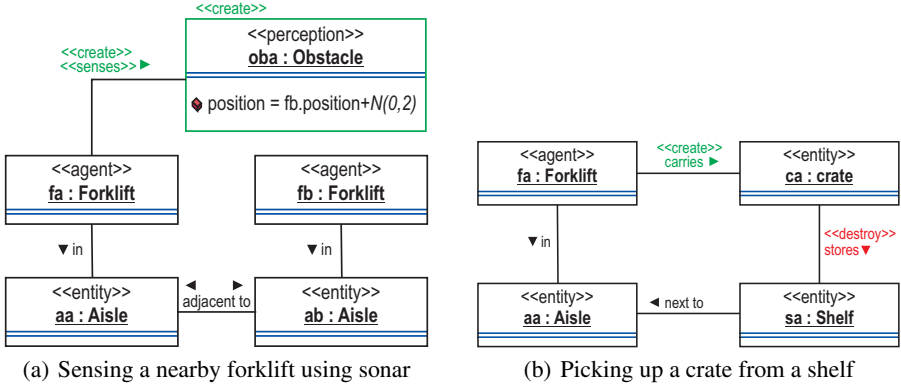 <<create>>
<<perception>>
oba : Obstacle
<<create>>
<<senses>> ►
position = fb.position+N(0,2)
<<agent>>
fa : Forklift
<<agent>>
fb : Forklift
▼ in
▼ in
<<entity>>
aa : Aisle
◄ ►
adjacent to
<<entity>>
ab : Aisle
(a) Sensing a nearby forklift using sonar
<<agent>>
fa : Forklift
<<create>>
carries ►
<<entity>>
ca : crate
▼ in
<<destroy>>
stores▼
<<entity>>
aa : Aisle
◄ next to
<<entity>>
sa : Shelf
(b) Picking up a crate from a shelf